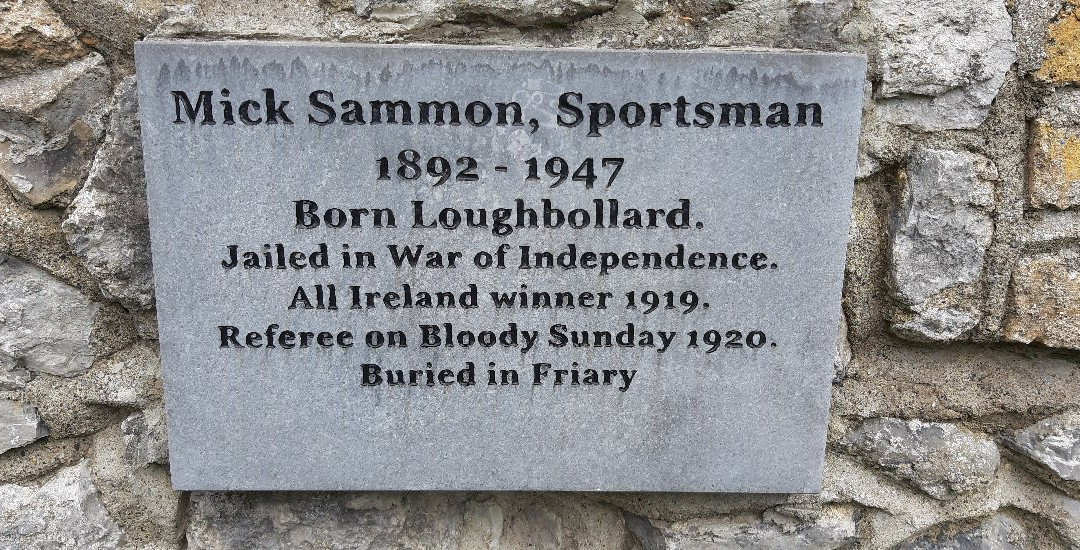 Mick Sammon, Sportsman
1892 - 1947
Born Loughbollard.
Jailed in War of Independence.
All Ireland winner 1919.
Referee on Bloody Sunday 1920.
Buried in Friary